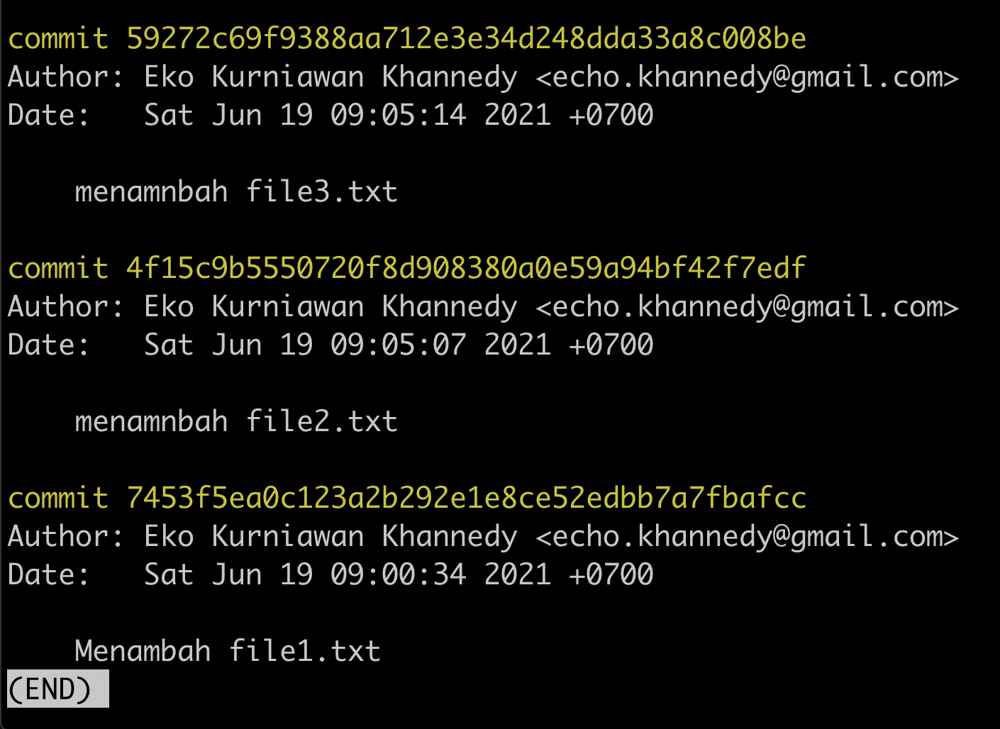 commit 59272c69f9388aa712e3e34d248dda33a8c008be
Author: Eko Kurniawan Khannedy <echo.khannedy@gmail.com>
Date:   Sat Jun 19 09:05:14 2021 +0700
    menamnbah file3.txt
commit 4f15c9b5550720f8d908380a0e59a94bf42f7edf
Author: Eko Kurniawan Khannedy <echo.khannedy@gmail.com>
Date:   Sat Jun 19 09:05:07 2021 +0700
    menamnbah file2.txt
commit 7453f5ea0c123a2b292e1e8ce52edbb7a7fbafcc
Author: Eko Kurniawan Khannedy <echo.khannedy@gmail.com>
Date:   Sat Jun 19 09:00:34 2021 +0700
    Menambah file1.txt
(END)